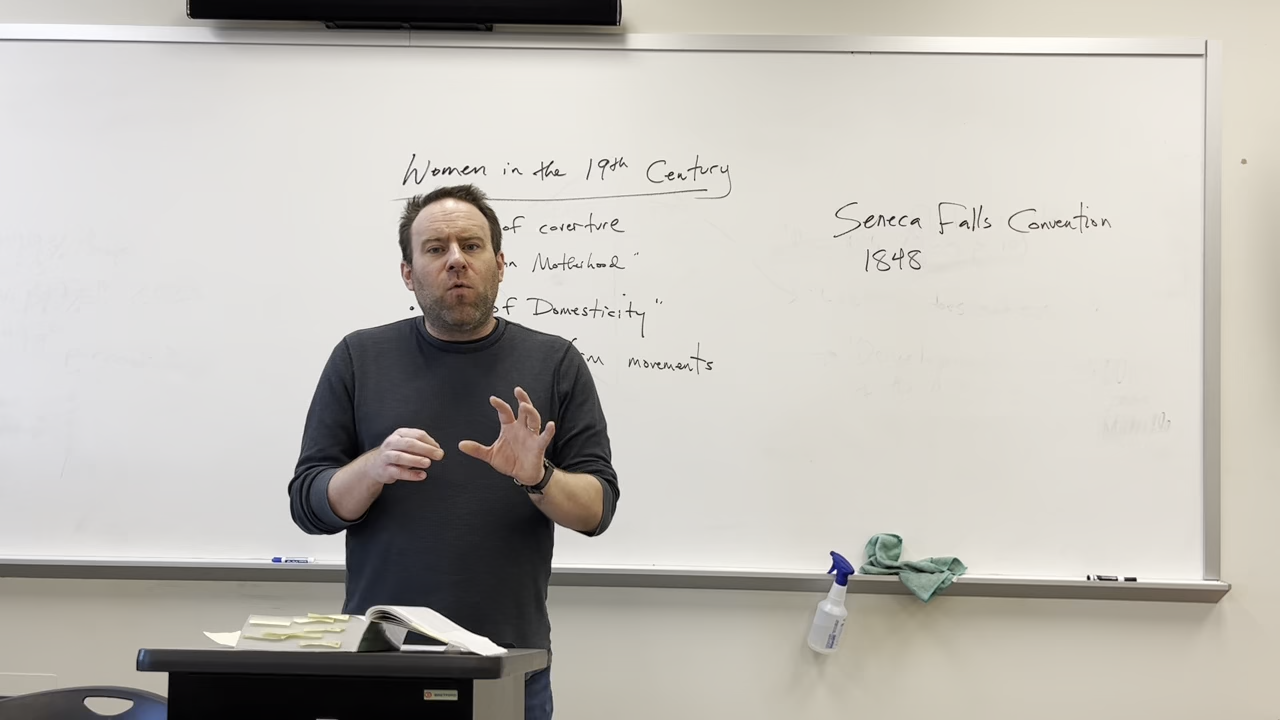 Women in the 19th Century
of coverture
Motherhood"
• of Domesticity"
movements
Seneca Falls Convention
1848